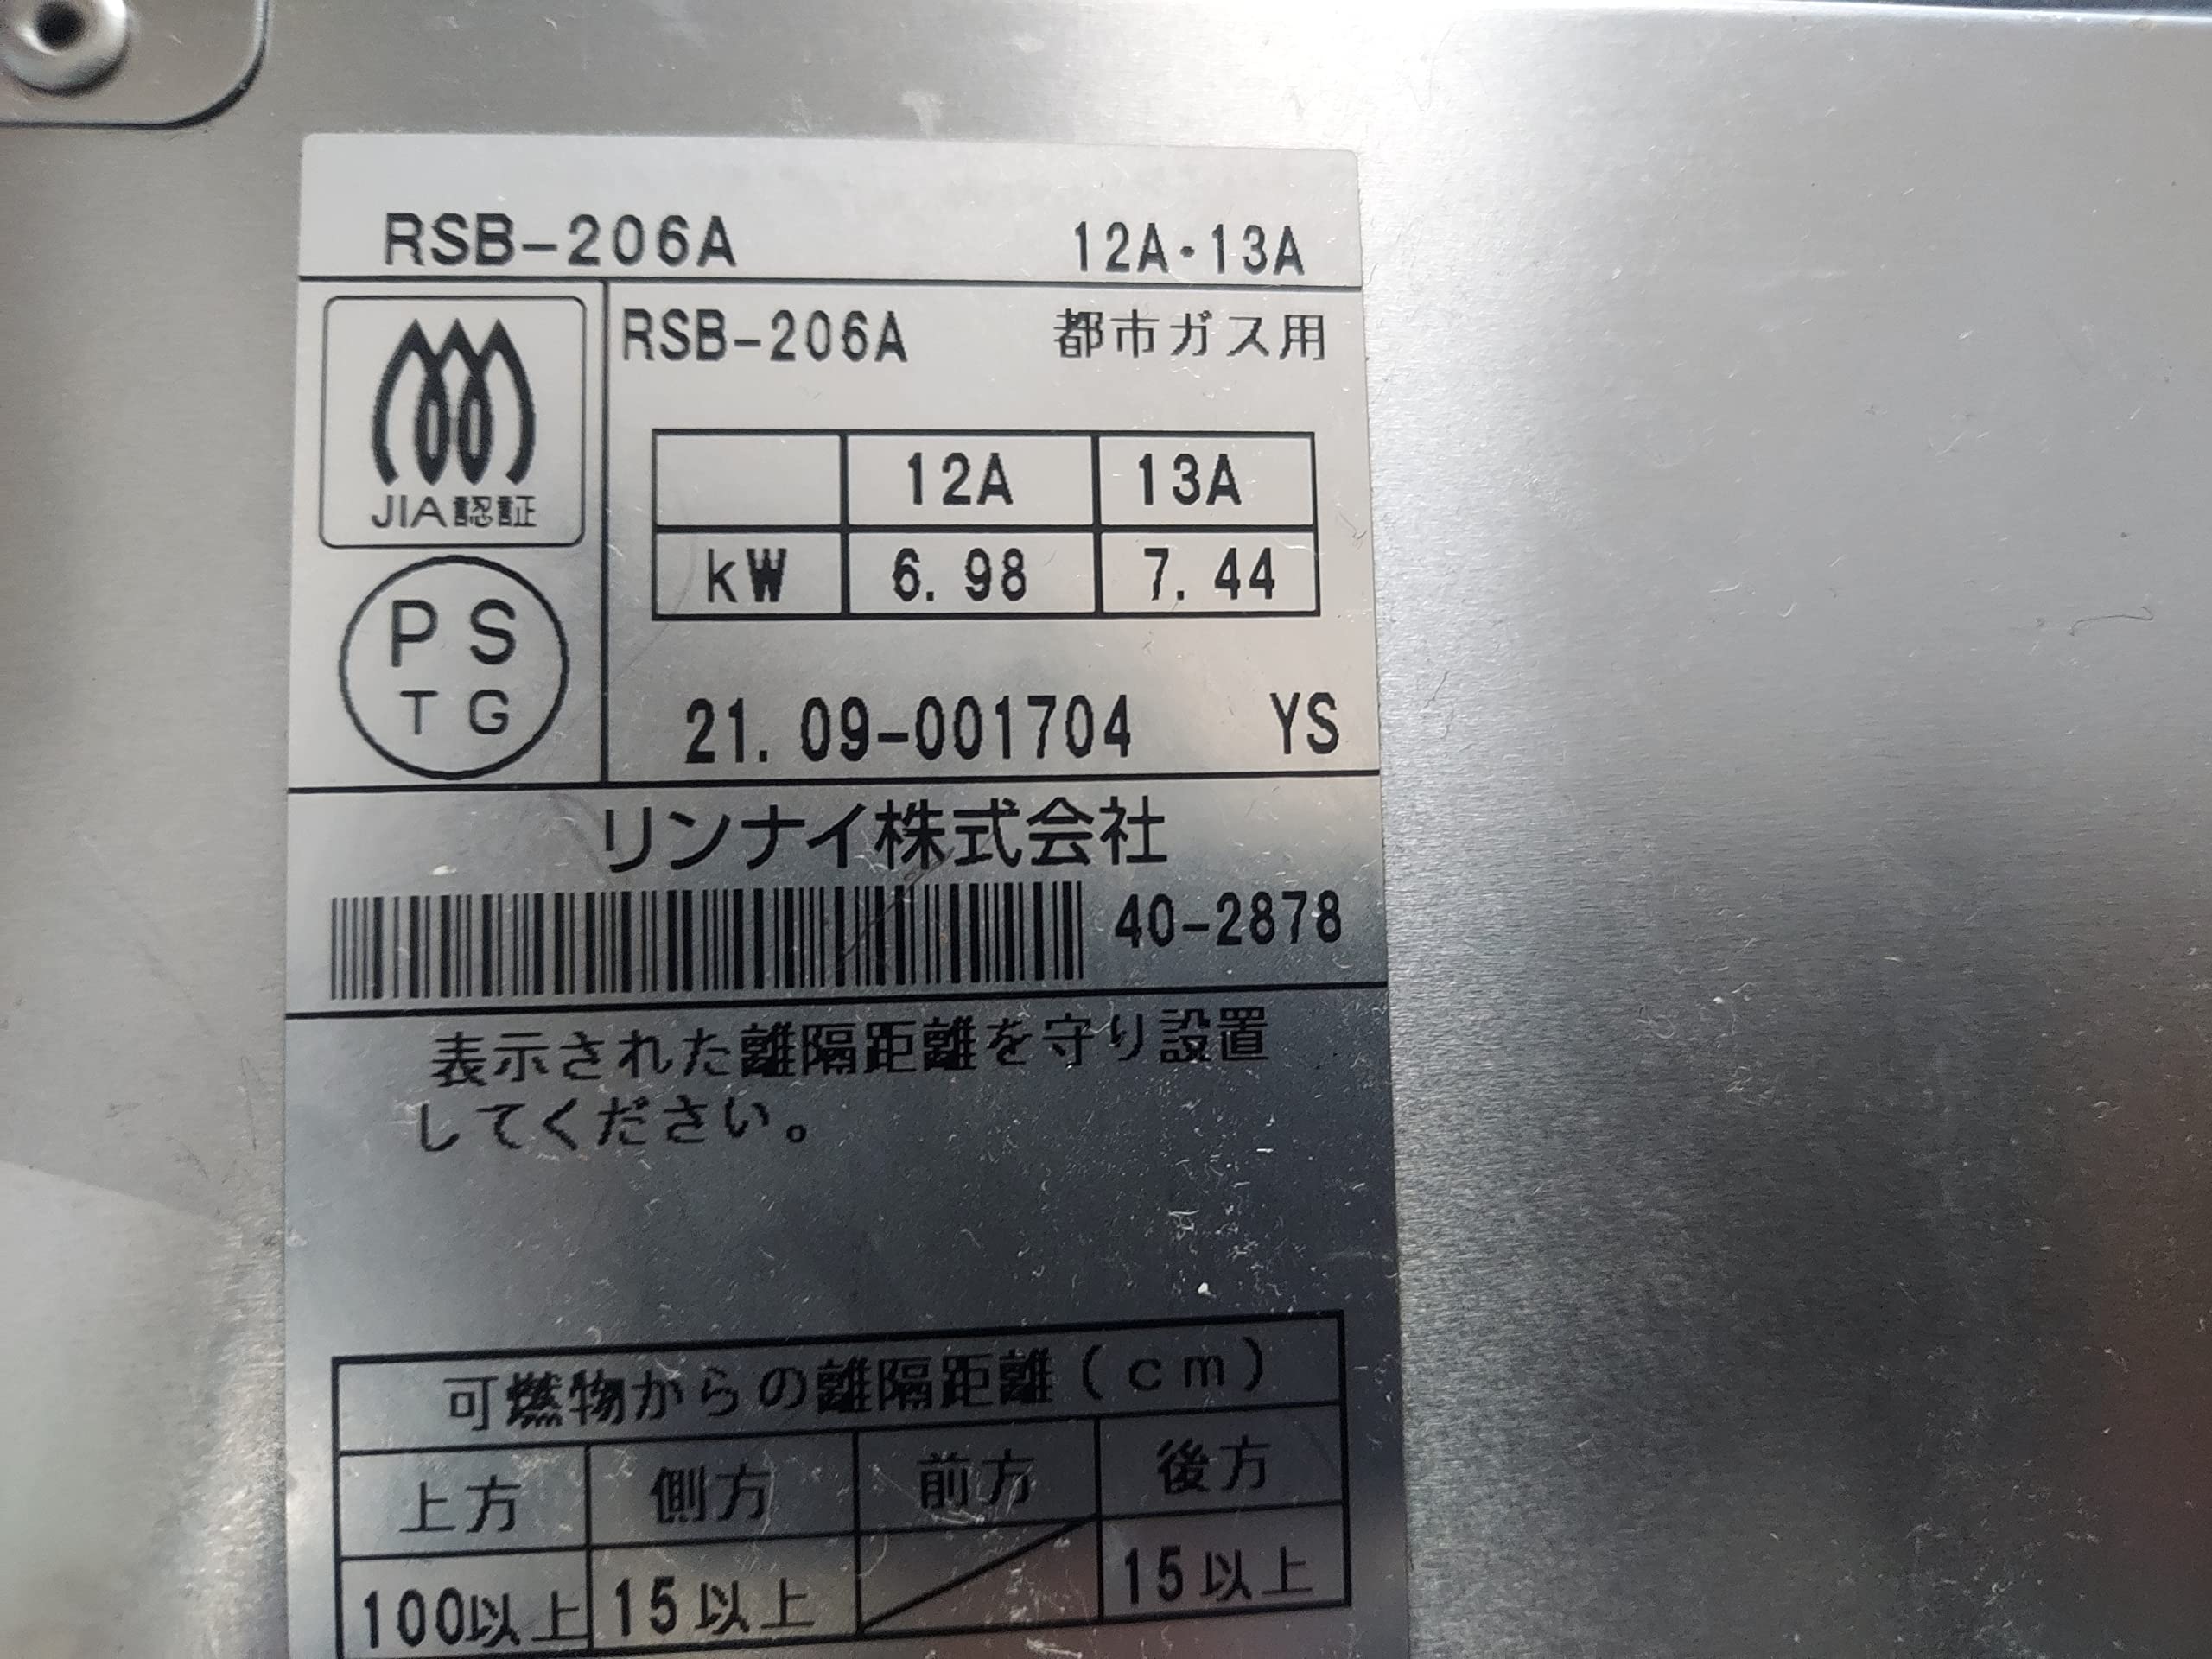 RSB-206A 12A・13A
JIA認証
PS
TG
RSB-206A 都市ガス用
12A 13A
kW 6.98 7.44
21.09-001704 YS
リンナイ株式会社
40-2878
表示された離隔距離を守り設置
してください。
可燃物からの離隔距離(cm)
上方 側方 前方 後方
100以上 15以上 15以上